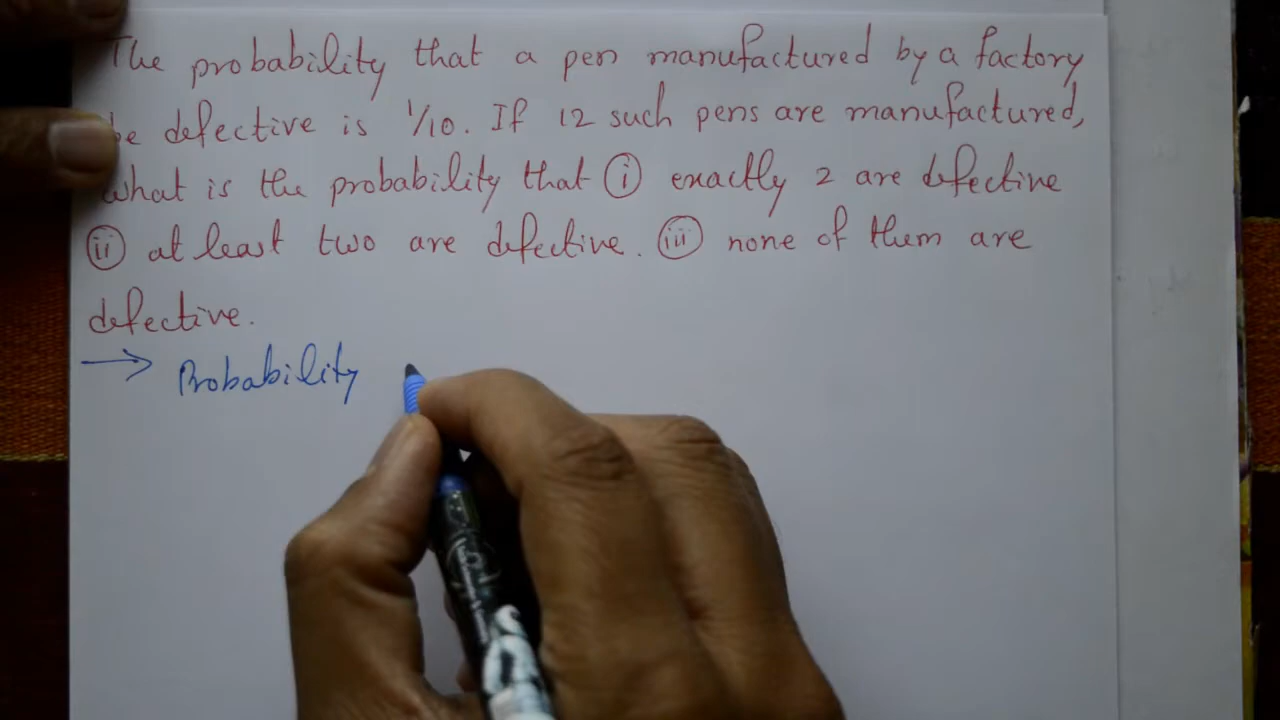 The probability that a pen manufactured by a factory
be defective is 1/10. If 12 such pens are manufactured,
what is the probability that (i) exactly 2 are defective
(ii) at least two are defective. (iii) none of them are
defective.
→ Probability